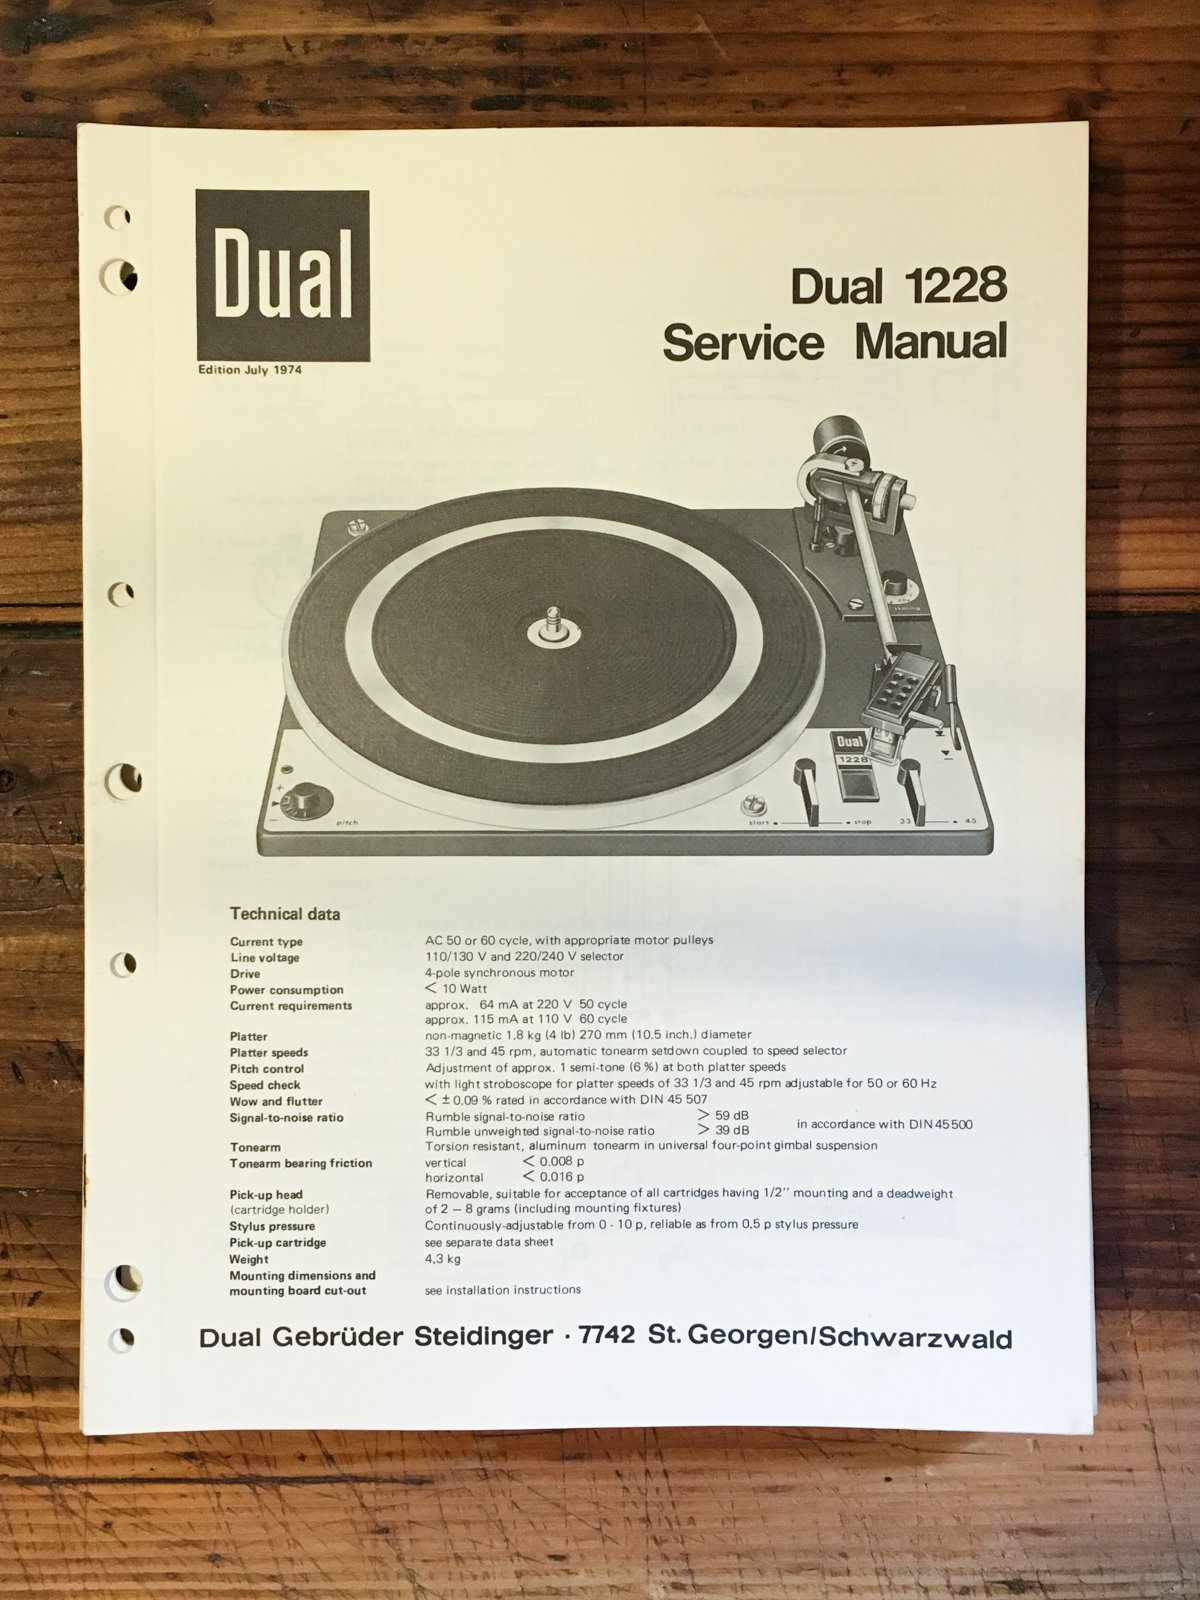 Dual
Edition July 1974
Dual 1228
Service Manual
skating
Dual
1228
+
−
pitch
start • • stop
33 • 45
Technical data
Current type AC 50 or 60 cycle, with appropriate motor pulleys
Line voltage 110/130 V and 220/240 V selector
Drive 4-pole synchronous motor
Power consumption < 10 Watt
Current requirements approx. 64 mA at 220 V 50 cycle
approx. 115 mA at 110 V 60 cycle
Platter non-magnetic 1.8 kg (4 lb) 270 mm (10.5 inch.) diameter
Platter speeds 33 1/3 and 45 rpm, automatic tonearm setdown coupled to speed selector
Pitch control Adjustment of approx. 1 semi-tone (6 %) at both platter speeds
Speed check with light stroboscope for platter speeds of 33 1/3 and 45 rpm adjustable for 50 or 60 Hz
Wow and flutter < ± 0.09 % rated in accordance with DIN 45 507
Signal-to-noise ratio Rumble signal-to-noise ratio > 59 dB
Rumble unweighted signal-to-noise ratio > 39 dB in accordance with DIN 45 500
Tonearm Torsion resistant, aluminum tonearm in universal four-point gimbal suspension
Tonearm bearing friction vertical < 0.008 p
horizontal < 0.016 p
Pick-up head Removable, suitable for acceptance of all cartridges having 1/2'' mounting and a deadweight
(cartridge holder) of 2 – 8 grams (including mounting fixtures)
Stylus pressure Continuously-adjustable from 0 - 10 p, reliable as from 0.5 p stylus pressure
Pick-up cartridge see separate data sheet
Weight 4.3 kg
Mounting dimensions and
mounting board cut-out see installation instructions
Dual Gebrüder Steidinger · 7742 St. Georgen/Schwarzwald